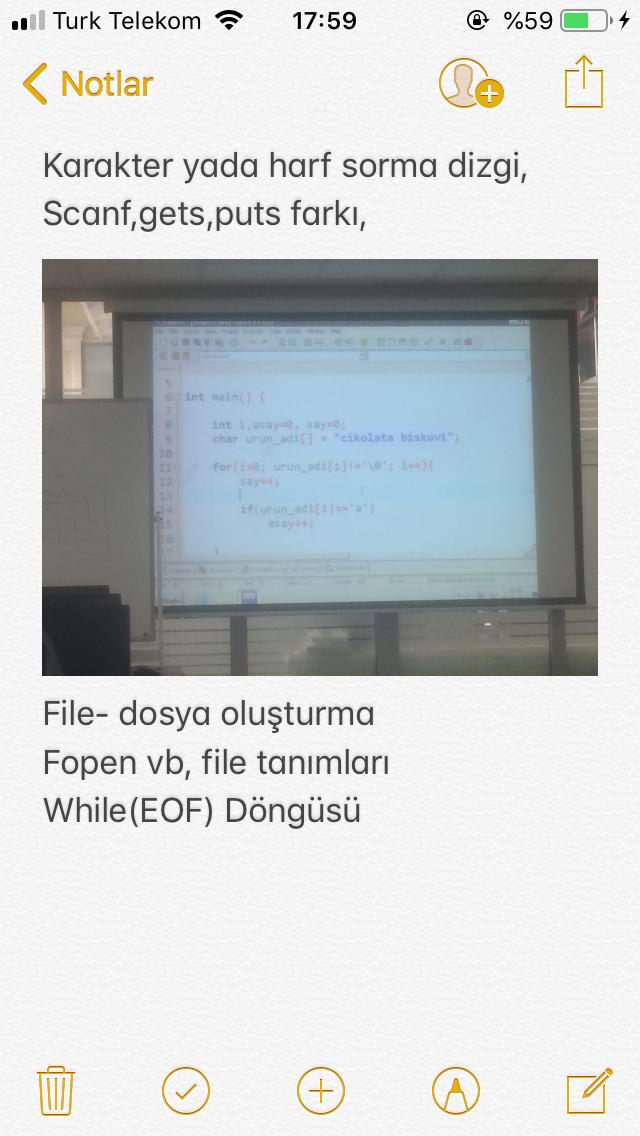 Turk Telekom 17:59 %59
Notlar
Karakter yada harf sorma dizgi,
Scanf,gets,puts farkı,
5
6 int main() {
7
8 int i,asay=0, say=0;
9 char urun_adi[] = "cikolata biskuvi";
10
11 for(i=0; urun_adi[i]!='\0'; i++){
12 say++;
13
14 if(urun_adi[i]=='a')
15 asay++;
16
17 }
File- dosya oluşturma
Fopen vb, file tanımları
While(EOF) Döngüsü